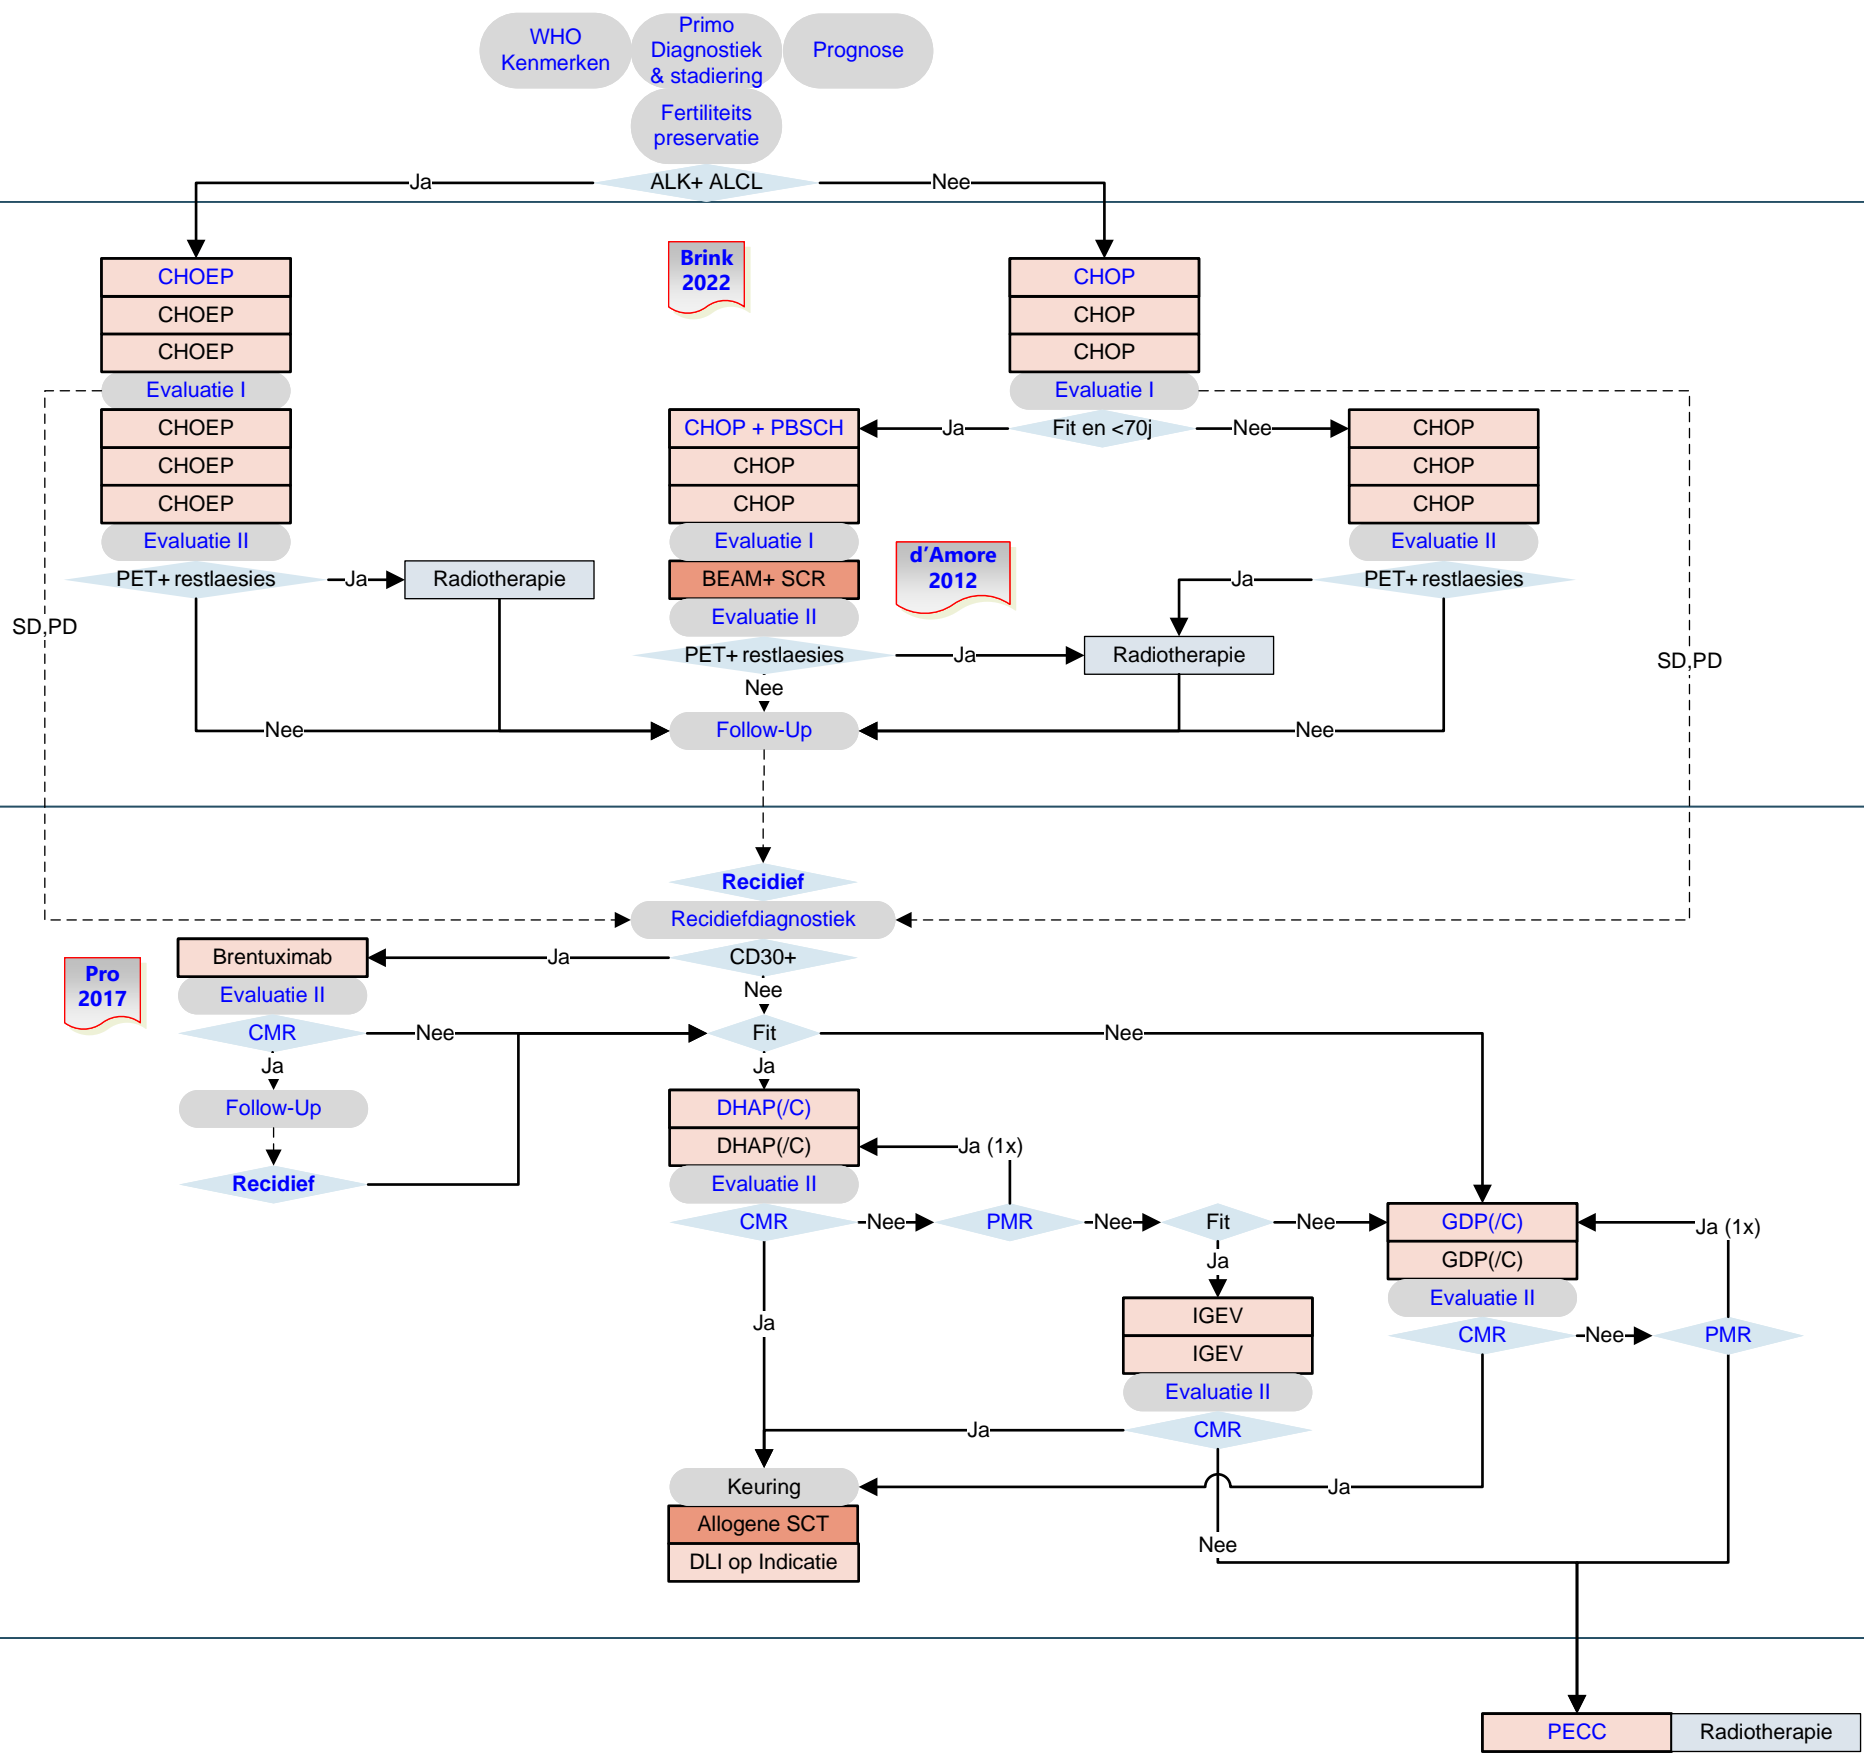 WHO
Kenmerken
Primo
Diagnostiek
& stadiering
Prognose
Fertiliteits
preservatie
Ja
ALK+ ALCL
Nee
CHOEP
CHOEP
CHOEP
Evaluatie I
CHOEP
CHOEP
CHOEP
Evaluatie II
PET+ restlaesies
Ja
Radiotherapie
SD,PD
Nee
Brink
2022
CHOP
CHOP
CHOP
Evaluatie I
CHOP + PBSCH
Ja
Fit en <70j
Nee
CHOP
CHOP
CHOP
CHOP
CHOP
Evaluatie I
Evaluatie II
BEAM+ SCR
d'Amore
2012
Ja
PET+ restlaesies
Evaluatie II
PET+ restlaesies
Ja
Radiotherapie
SD,PD
Nee
Follow-Up
Nee
Recidief
Recidiefdiagnostiek
Brentuximab
Ja
CD30+
Pro
2017
Evaluatie II
Nee
CMR
Nee
Fit
Nee
Ja
Ja
Follow-Up
DHAP(/C)
DHAP(/C)
Ja (1x)
Recidief
Evaluatie II
CMR
Nee
PMR
Nee
Fit
Nee
GDP(/C)
Ja (1x)
Ja
GDP(/C)
Evaluatie II
Ja
IGEV
IGEV
CMR
Nee
PMR
Evaluatie II
Ja
CMR
Keuring
Ja
Allogene SCT
Nee
DLI op Indicatie
PECC
Radiotherapie